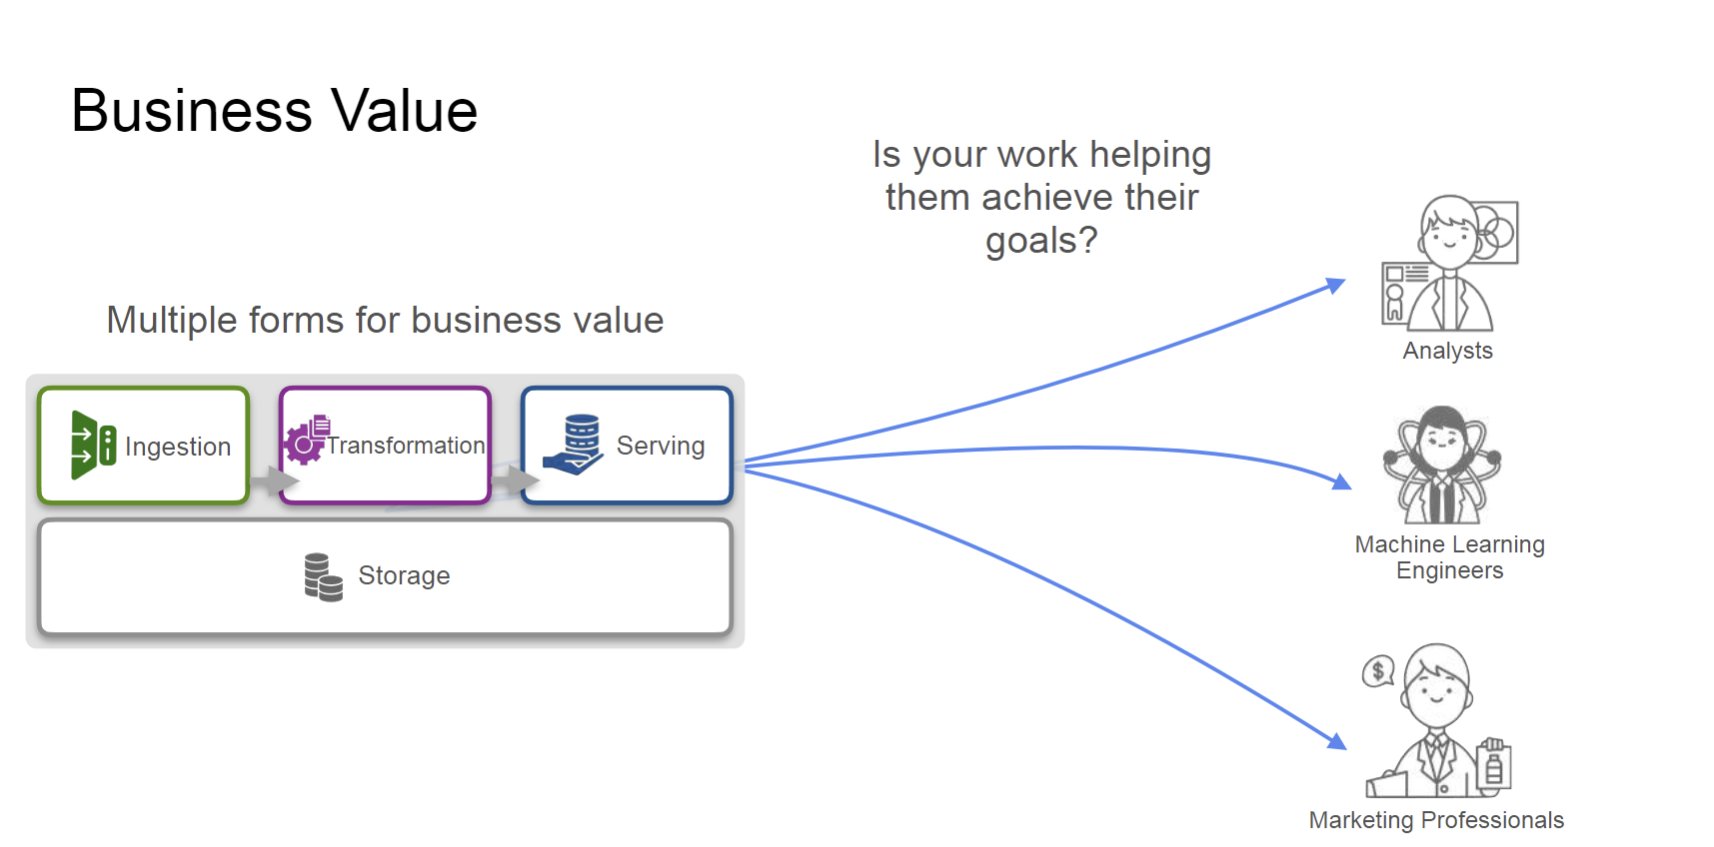 Business Value
Is your work helping
them achieve their
goals?
Multiple forms for business value
Ingestion
Transformation
Serving
Storage
Analysts
Machine Learning
Engineers
$
Marketing Professionals